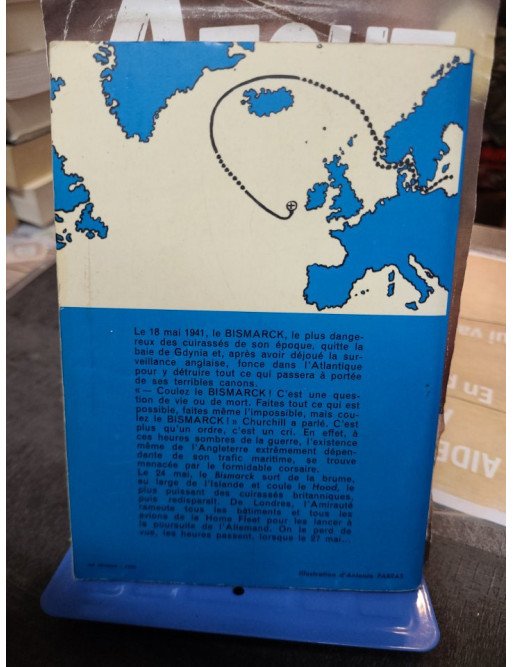 ATOUT
Le 18 mai 1941, le BISMARCK, le plus dange-
reux des cuirassés de son époque, quitte la
baie de Gdynia et, après avoir déjoué la sur-
veillance anglaise, fonce dans l'Atlantique
pour y détruire tout ce qui passera à portée
de ses terribles canons.
« — Coulez le BISMARCK ! C'est une ques-
tion de vie ou de mort. Faites tout ce qui est
possible, faites même l'impossible, mais cou-
lez le BISMARCK ! » Churchill a parlé. C'est
plus qu'un ordre, c'est un cri. En effet, à
ces heures sombres de la guerre, l'existence
même de l'Angleterre extrêmement dépen-
dante de son trafic maritime, se trouve
menacée par le formidable corsaire.
Le 24 mai, le Bismarck sort de la brume,
au large de l'Islande et coule le Hood, le
plus puissant des cuirassés britanniques,
puis redisparaît. De Londres, l'Amirauté
rameute tous les bâtiments et tous les
avions de la Home Fleet pour les lancer à
la poursuite de l'Allemand. On le perd de
vue, les heures passent, lorsque le 27 mai...
Illustration d'Antonio PARRAS
qui va
En
AIDE